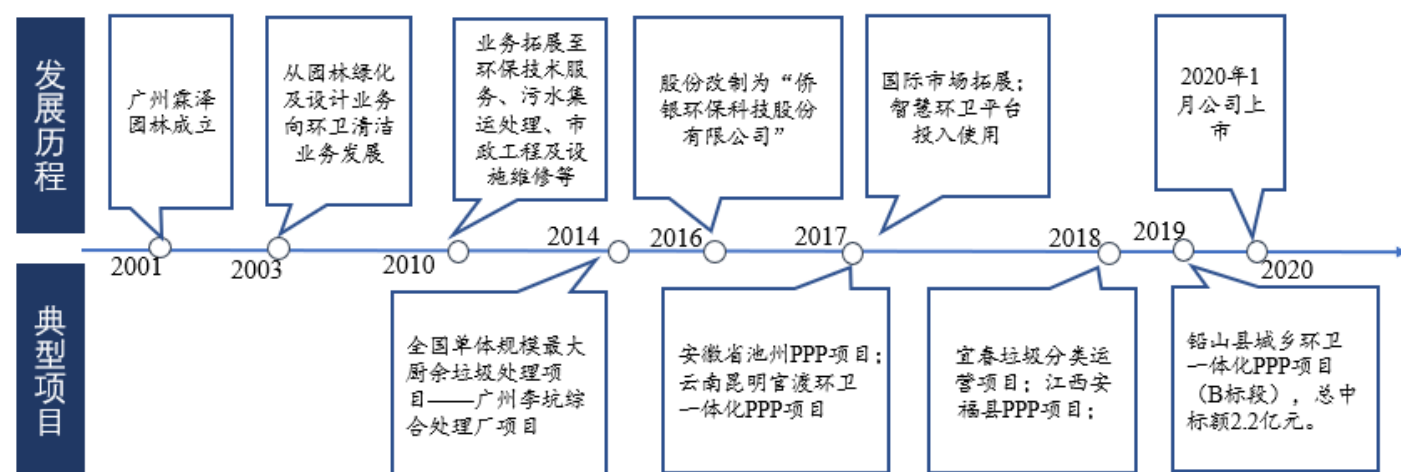 发展历程
广州霖泽
园林成立
从园林绿化
及设计业务
向环卫清洁
业务发展
业务拓展至
环保技术服
务、污水集
运处理、市
政工程及设
施维修等
股份改制为“侨
银环保科技股份
有限公司”
国际市场拓展；
智慧环卫平台
投入使用
2020年1
月公司上
市
2001
2003
2010
2014
2016
2017
2018
2019
2020
典型项目
全国单体规模最大
厨余垃圾处理项
目——广州李坑综
合处理厂项目
安徽省池州PPP项目；
云南昆明官渡环卫
一体化PPP项目
宜春垃圾分类运
营项目；江西安
福县PPP项目；
铅山县城乡环卫
一体化PPP项目
（B标段），总中
标额2.2亿元。